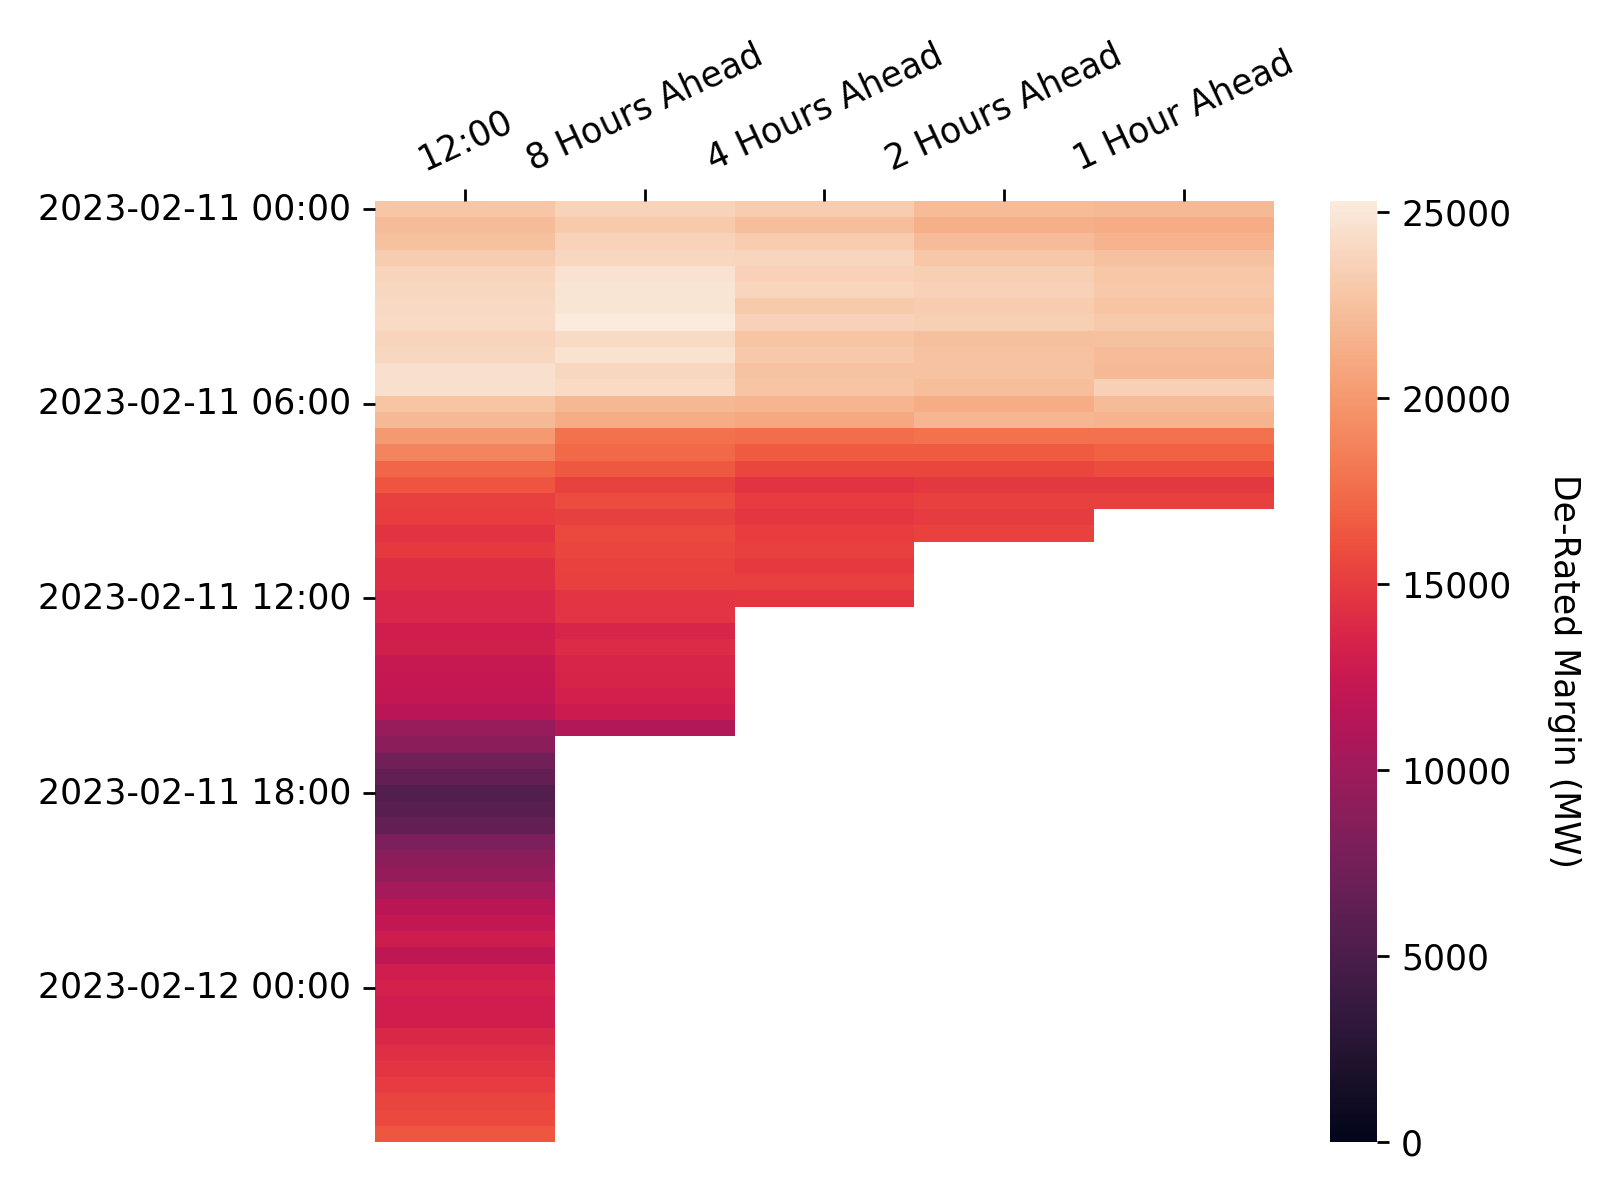 12:00
8 Hours Ahead
4 Hours Ahead
2 Hours Ahead
1 Hour Ahead
2023-02-11 00:00
2023-02-11 06:00
2023-02-11 12:00
2023-02-11 18:00
2023-02-12 00:00
25000
20000
15000
10000
5000
0
De-Rated Margin (MW)